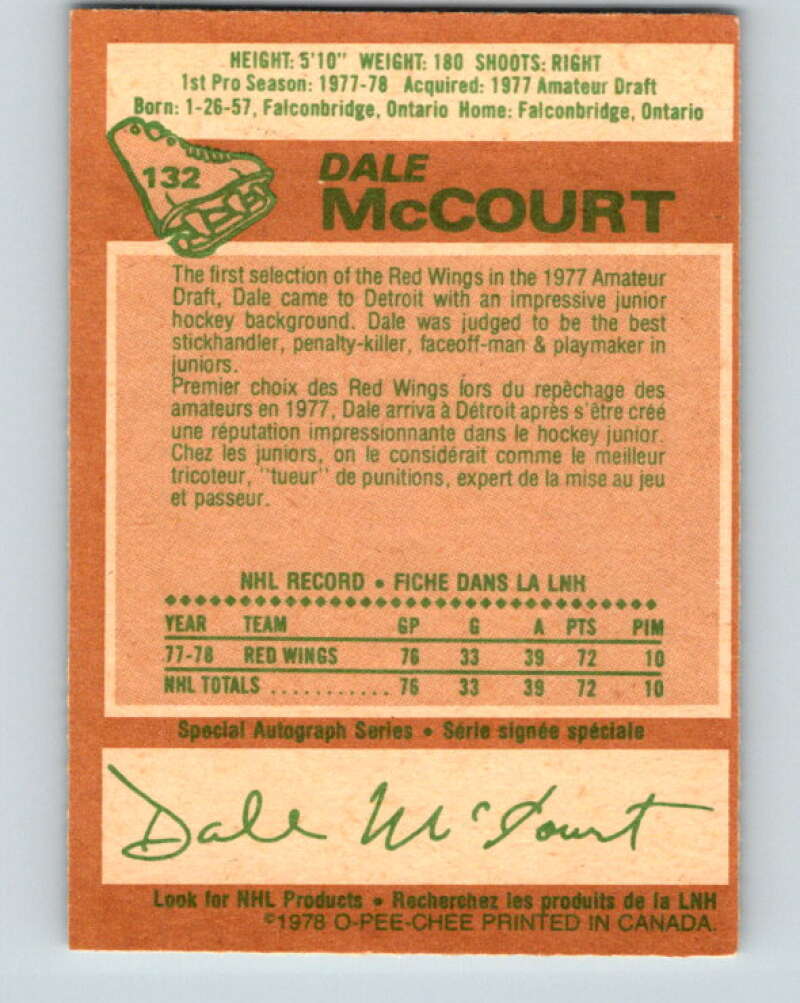 HEIGHT: 5'10" WEIGHT: 180 SHOOTS: RIGHT
1st Pro Season: 1977-78 Acquired: 1977 Amateur Draft
Born: 1-26-57, Falconbridge, Ontario Home: Falconbridge, Ontario
132
DALE
McCOURT
The first selection of the Red Wings in the 1977 Amateur
Draft, Dale came to Detroit with an impressive junior
hockey background. Dale was judged to be the best
stickhandler, penalty-killer, faceoff-man & playmaker in
juniors.
Premier choix des Red Wings lors du repêchage des
amateurs en 1977, Dale arriva à Détroit après s'être créé
une réputation impressionnante dans le hockey junior.
Chez les juniors, on le considérait comme le meilleur
tricoteur, "tueur" de punitions, expert de la mise au jeu
et passeur.
NHL RECORD • FICHE DANS LA LNH
YEAR TEAM GP G A PTS PIM
77-78 RED WINGS 76 33 39 72 10
NHL TOTALS ............ 76 33 39 72 10
Special Autograph Series • Série signée spéciale
Dale McCourt
Look for NHL Products • Recherchez les produits de la LNH
©1978 O-PEE-CHEE PRINTED IN CANADA.